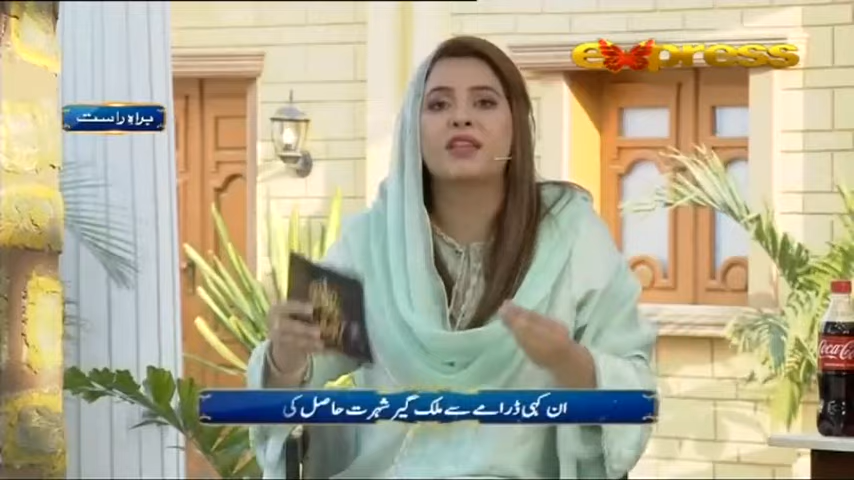 Express
براہ راست
Coca-Cola
ان کہی ڈرامے سے ملک گیر شہرت حاصل کی